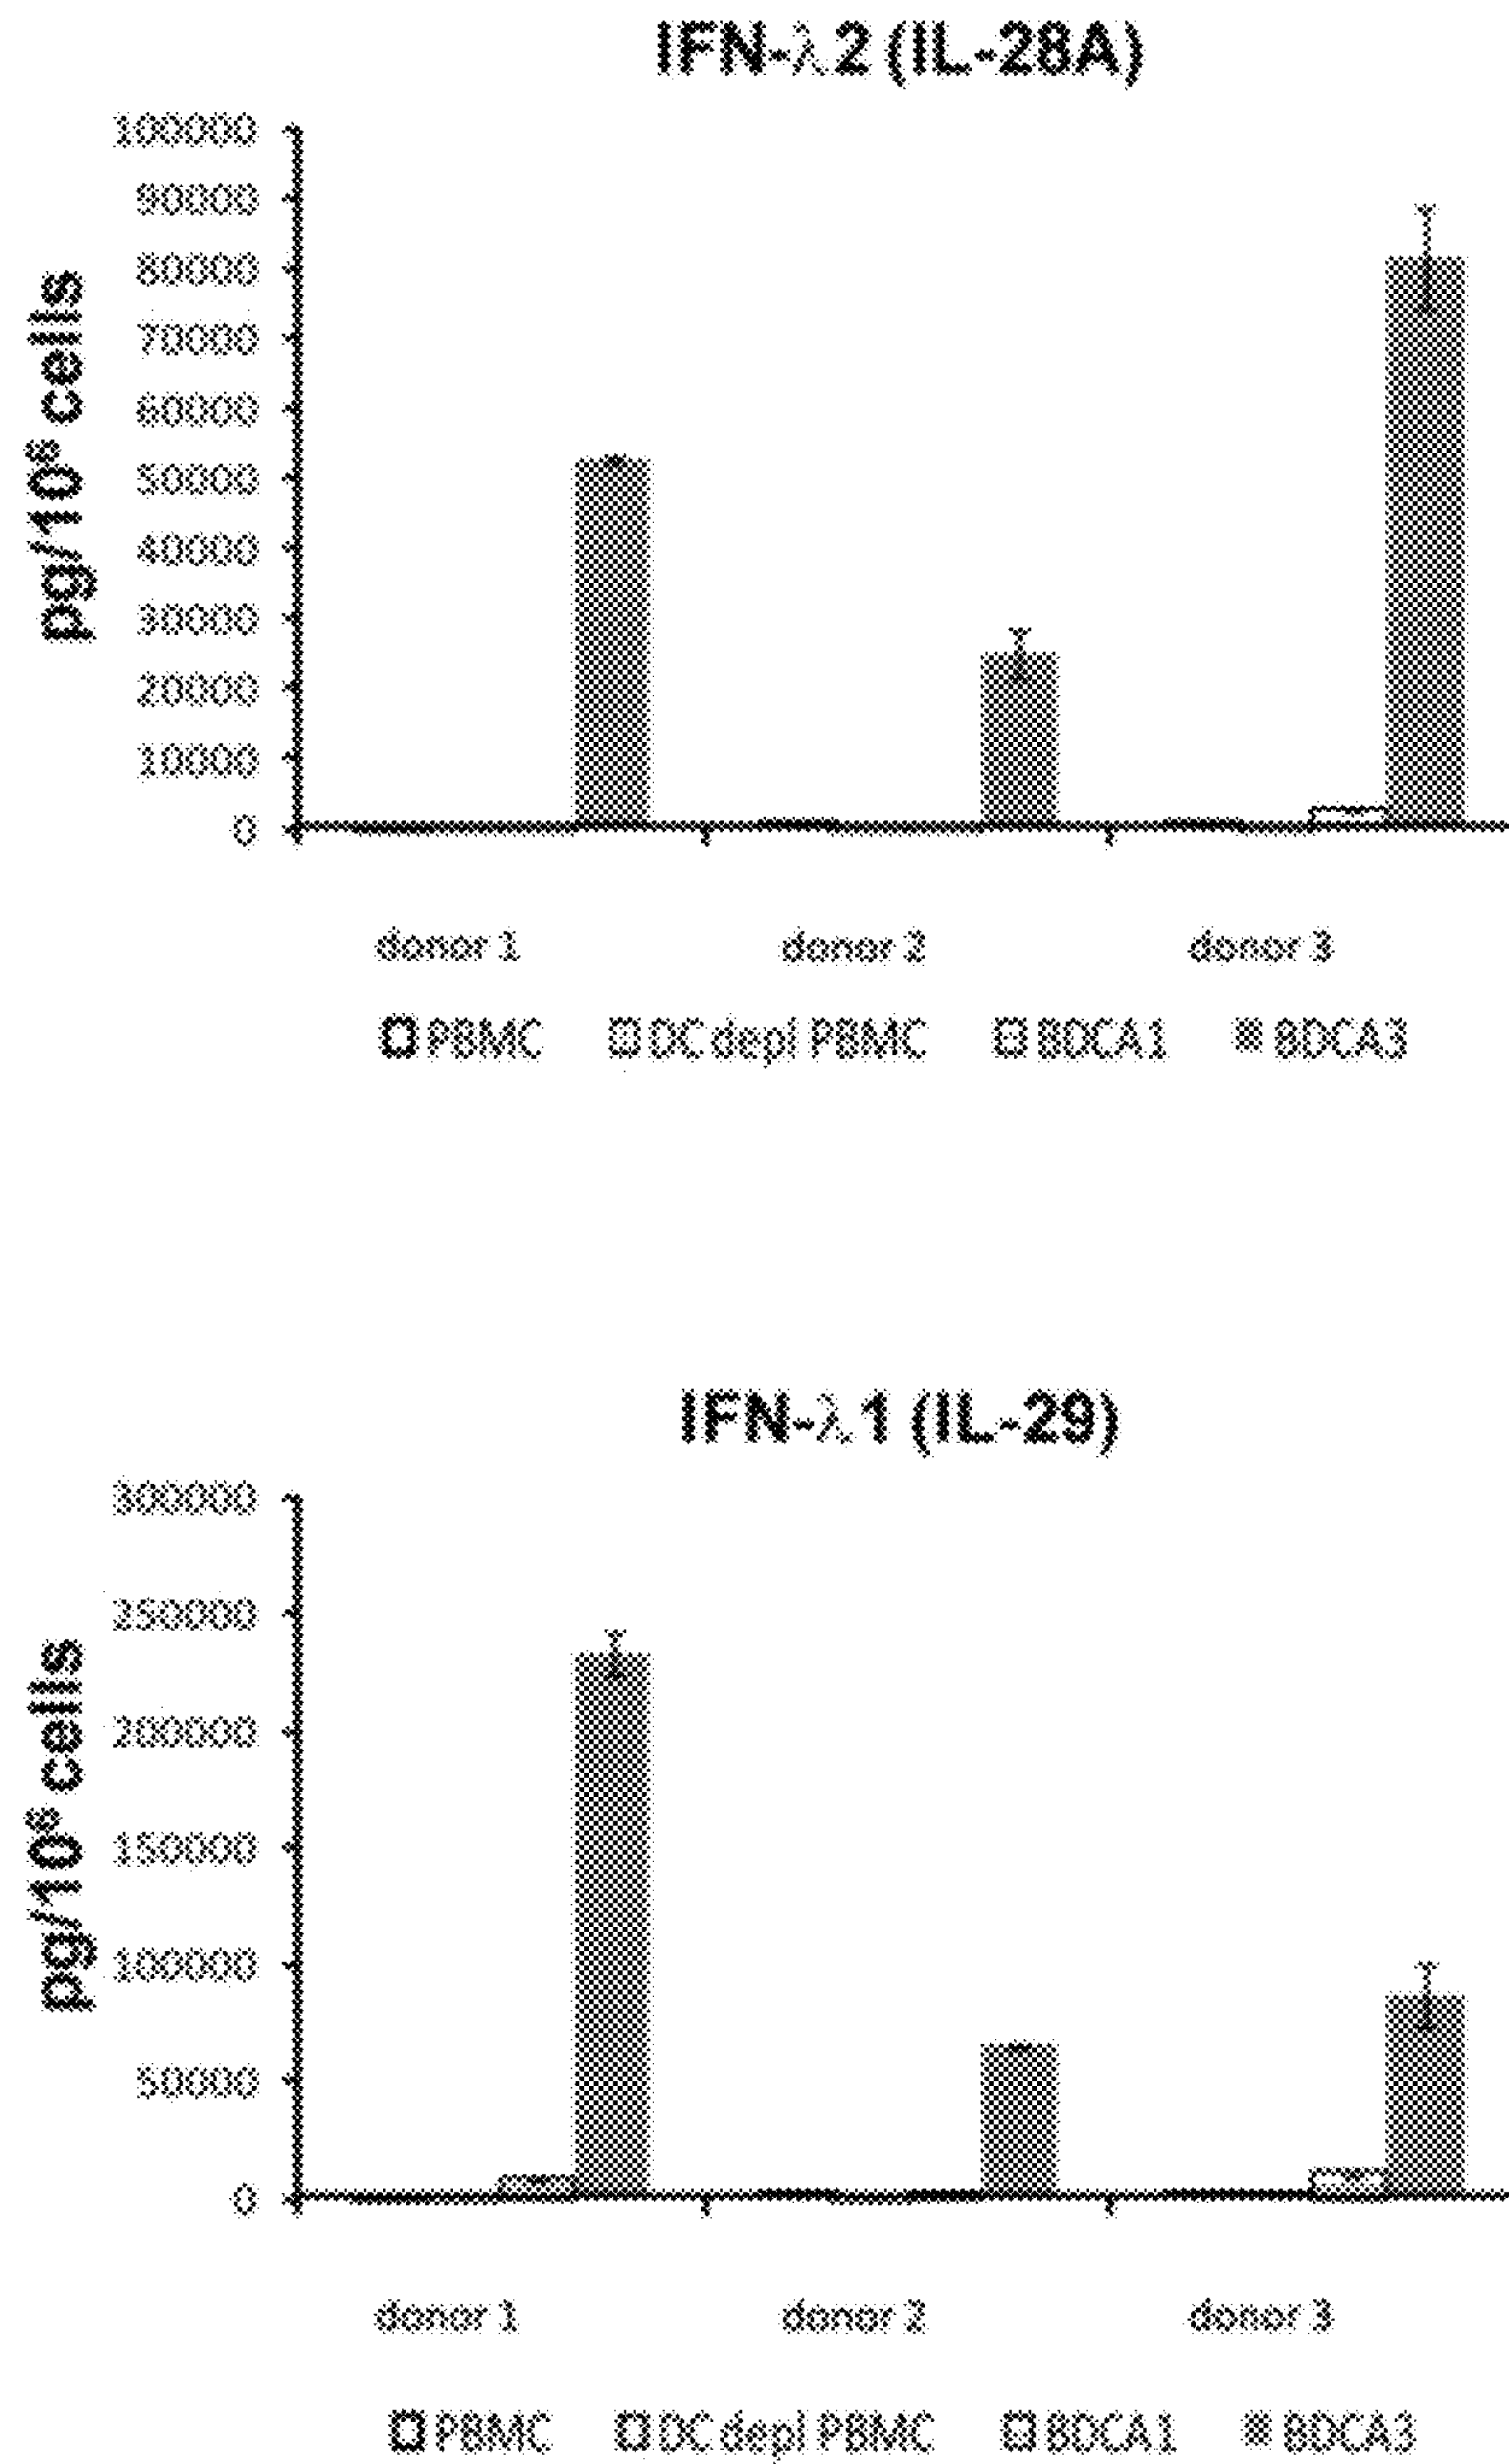 IFN-λ2 (IL-28A)
pg/10⁶ cells
100000
90000
80000
70000
60000
50000
40000
30000
20000
10000
0
donor 1
donor 2
donor 3
PBMC
DC depl PBMC
BDCA1
BDCA3
IFN-λ1 (IL-29)
pg/10⁶ cells
300000
250000
200000
150000
100000
50000
0
donor 1
donor 2
donor 3
PBMC
DC depl PBMC
BDCA1
BDCA3